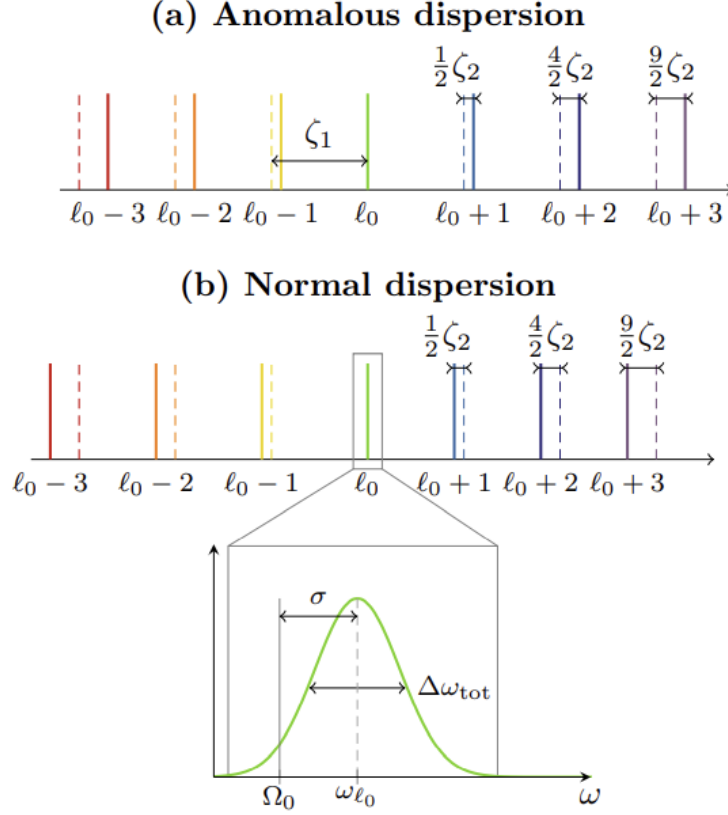 (a) Anomalous dispersion
½ζ₂ 4/2ζ₂ 9/2ζ₂
ζ₁
ℓ₀ − 3 ℓ₀ − 2 ℓ₀ − 1 ℓ₀ ℓ₀ + 1 ℓ₀ + 2 ℓ₀ + 3
(b) Normal dispersion
½ζ₂ 4/2ζ₂ 9/2ζ₂
ℓ₀ − 3 ℓ₀ − 2 ℓ₀ − 1 ℓ₀ ℓ₀ + 1 ℓ₀ + 2 ℓ₀ + 3
σ
Δω_tot
Ω₀ ω_ℓ₀ ω